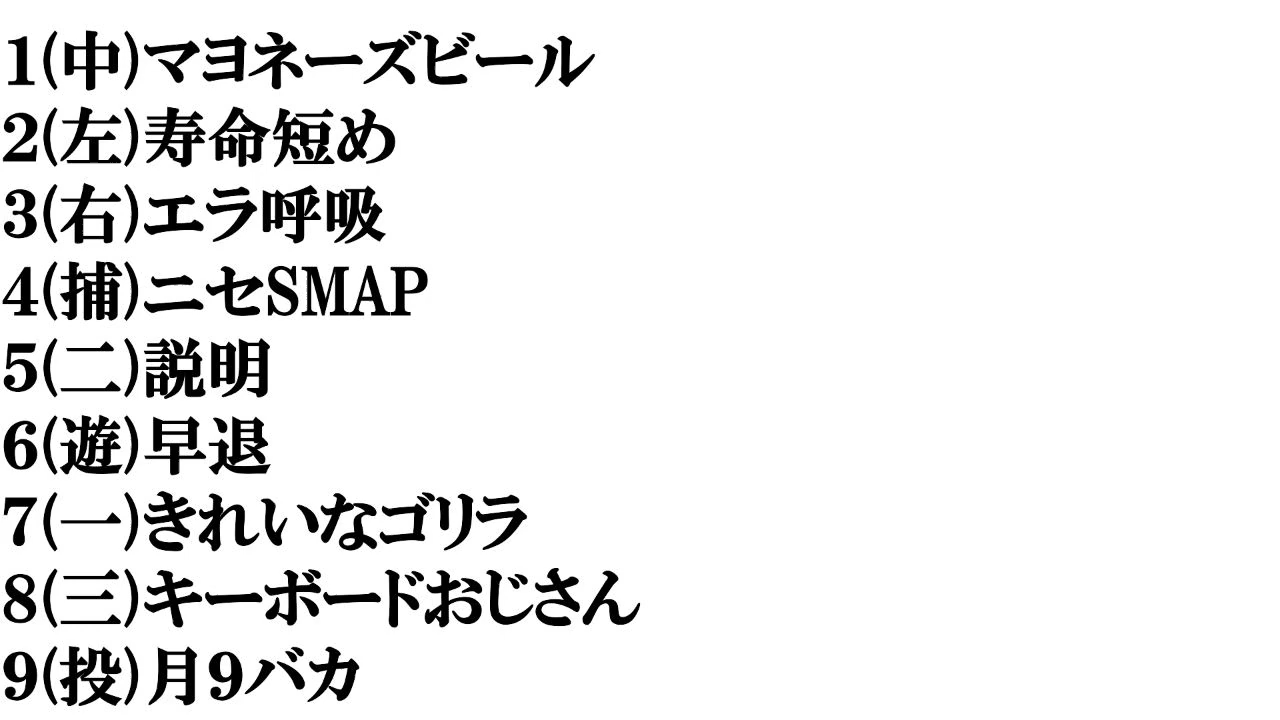 1(中)マヨネーズビール
2(左)寿命短め
3(右)エラ呼吸
4(捕)ニセSMAP
5(二)説明
6(遊)早退
7(一)きれいなゴリラ
8(三)キーボードおじさん
9(投)月9バカ